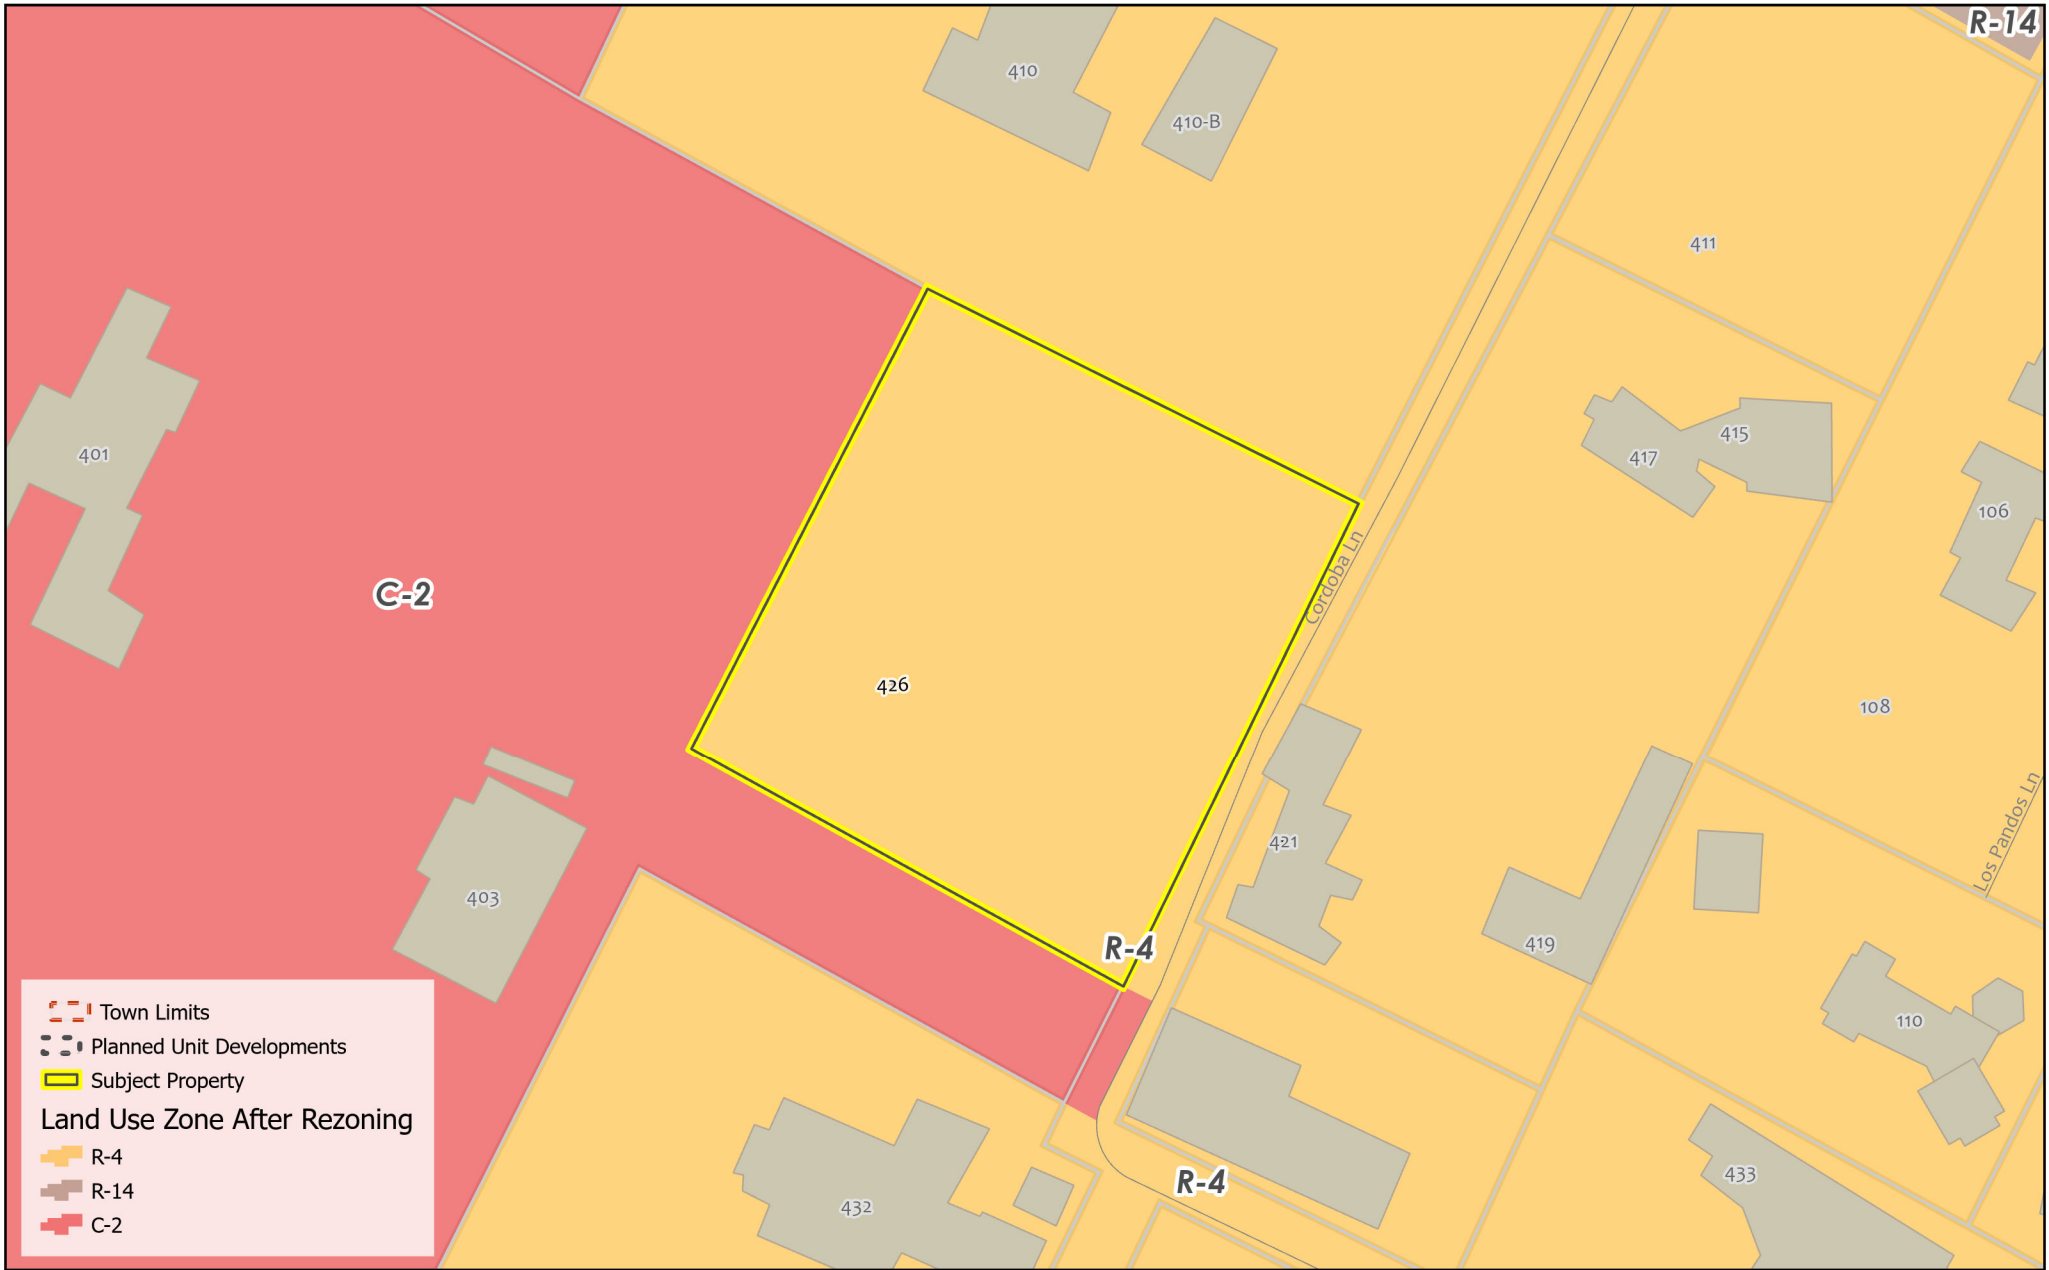 R-14
410
410-B
411
415
417
401
106
Cordoba Ln
C-2
426
108
421
Los Pandos Ln
403
419
R-4
110
433
R-4
432
Town Limits
Planned Unit Developments
Subject Property
Land Use Zone After Rezoning
R-4
R-14
C-2